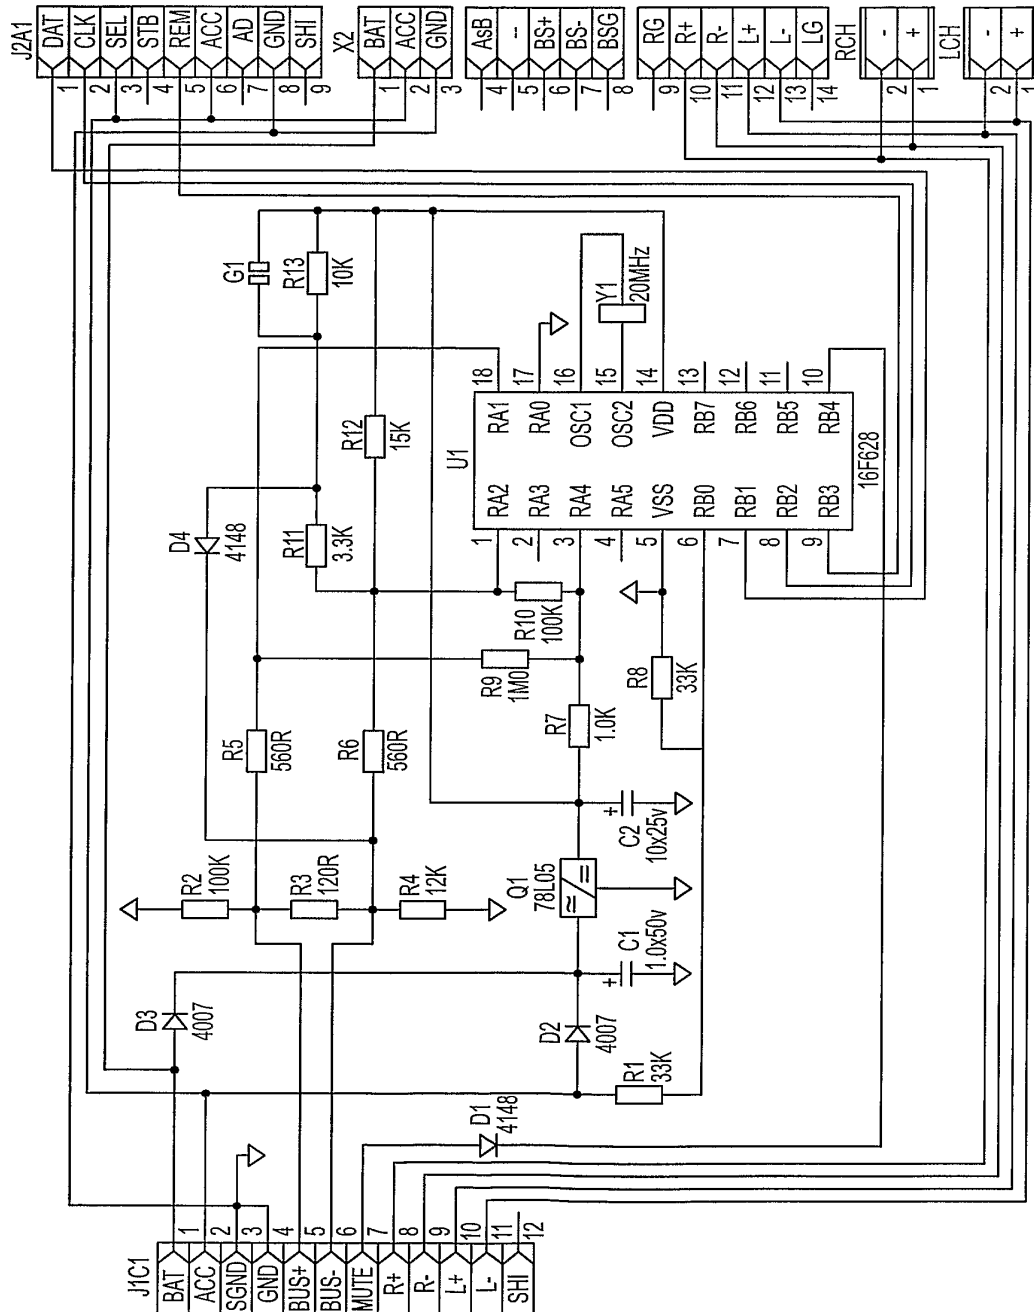 J2A1
DAT
CLK
SEL
STB
REM
ACC
AD
GND
SHI
1
2
3
4
5
6
7
8
9
X2
BAT
ACC
GND
1
2
3
AsB
--
BS+
BS-
BSG
4
5
6
7
8
RG
R+
R-
L+
L-
LG
9
10
11
12
13
14
RCH
-
+
2
1
LCH
-
+
2
1
G1
R13
10K
R12
15K
D4
4148
R11
3.3K
Y1
20MHz
U1
18
17
16
15
14
13
12
11
10
RA1
RA0
OSC1
OSC2
VDD
RB7
RB6
RB5
RB4
RA2
RA3
RA4
RA5
VSS
RB0
RB1
RB2
RB3
1
2
3
4
5
6
7
8
9
16F628
R10
100K
R9
1M0
R8
33K
R7
1.0K
R5
560R
R6
560R
R2
100K
R3
120R
R4
12K
Q1
78L05
+
C2
10x25v
+
C1
1.0x50v
D3
4007
D2
4007
R1
33K
D1
4148
J1C1
BAT
ACC
SGND
GND
BUS+
BUS-
MUTE
R+
R-
L+
L-
SHI
1
2
3
4
5
6
7
8
9
10
11
12